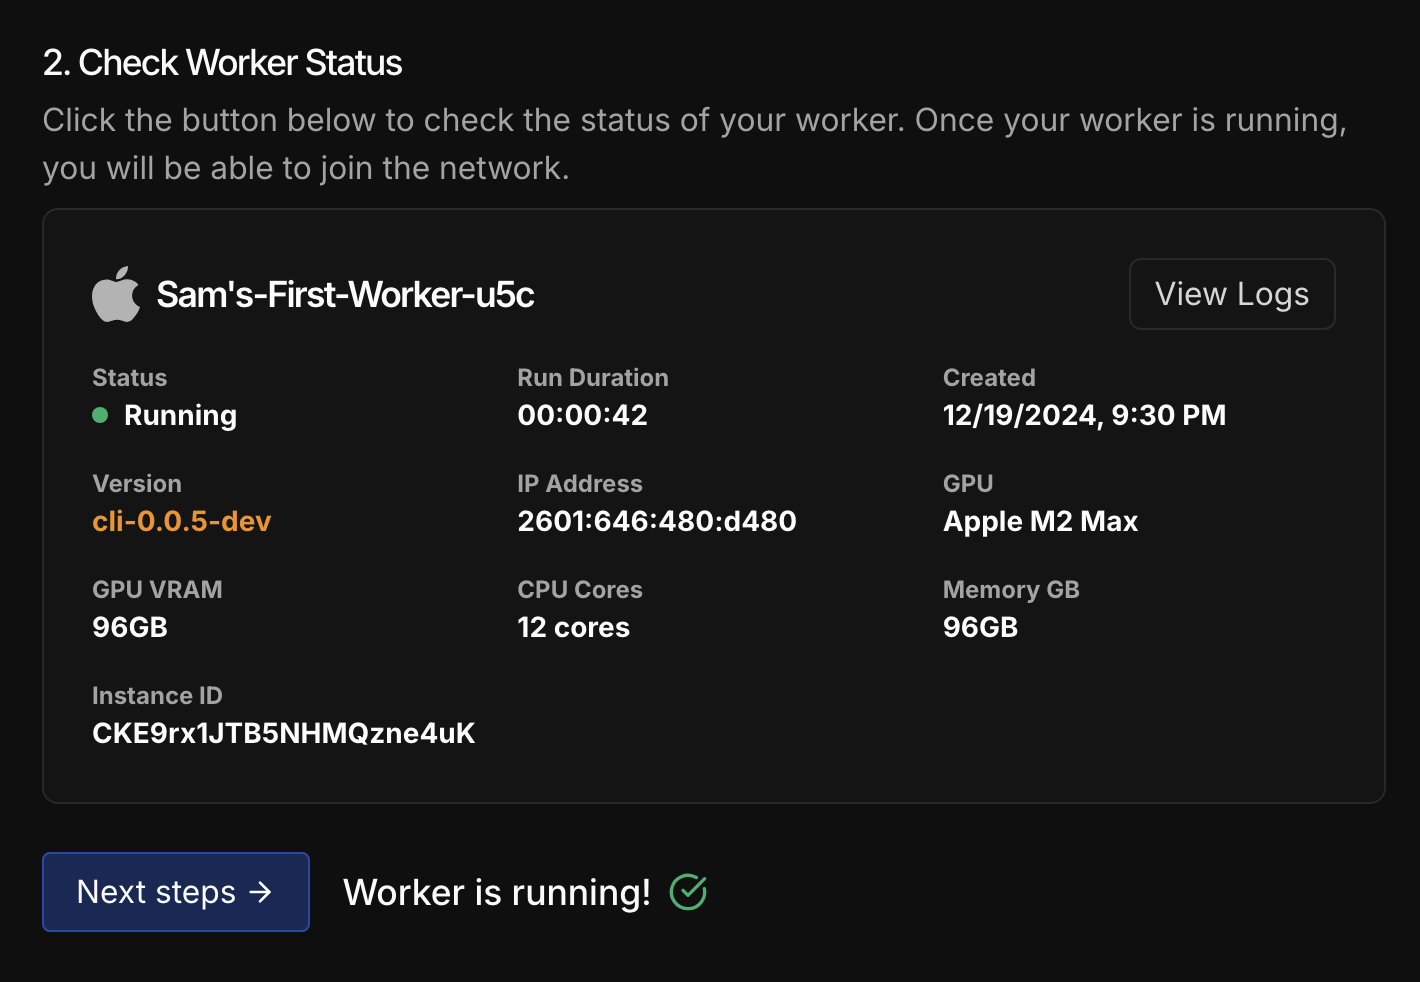 2. Check Worker Status
Click the button below to check the status of your worker. Once your worker is running,
you will be able to join the network.
Sam's-First-Worker-u5c
View Logs
Status
Running
Run Duration
00:00:42
Created
12/19/2024, 9:30 PM
Version
cli-0.0.5-dev
IP Address
2601:646:480:d480
GPU
Apple M2 Max
GPU VRAM
96GB
CPU Cores
12 cores
Memory GB
96GB
Instance ID
CKE9rx1JTB5NHMQzne4uK
Next steps →
Worker is running!